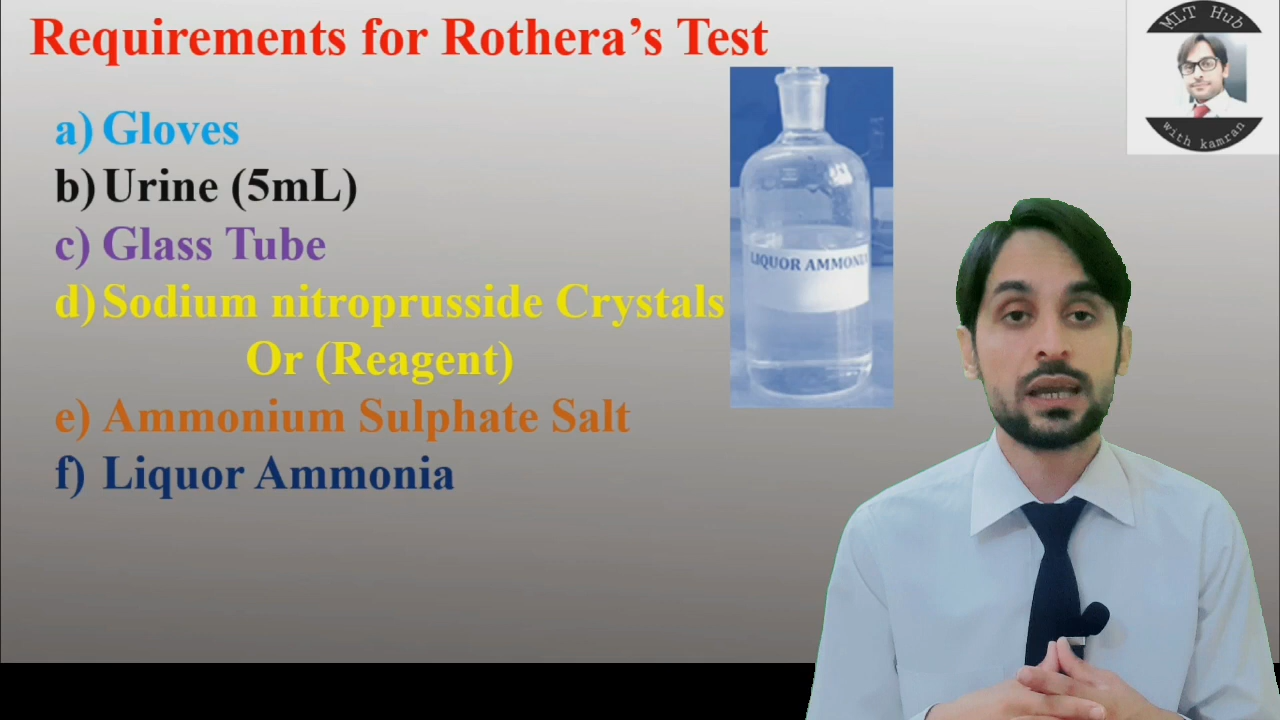 Requirements for Rothera's Test
MLT Hub
with kamran
a) Gloves
b) Urine (5mL)
c) Glass Tube
d) Sodium nitroprusside Crystals
Or (Reagent)
e) Ammonium Sulphate Salt
f) Liquor Ammonia
LIQUOR AMMONI